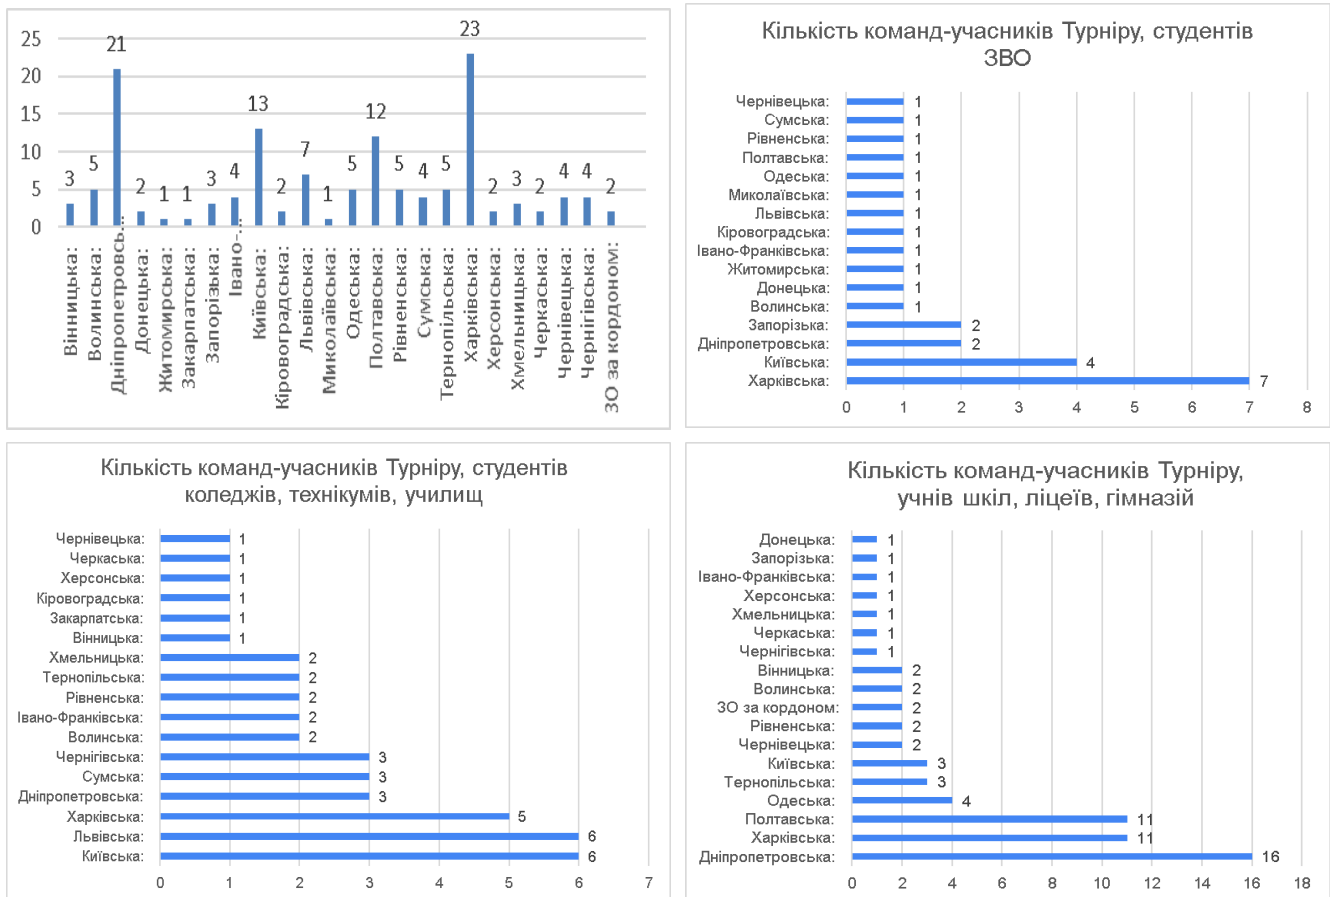 25
20
15
10
5
0
3
5
21
2
1
1
3
4
13
2
7
1
5
12
5
4
5
23
2
3
2
4
4
2
Вінницька:
Волинська:
Дніпропетровсь…
Донецька:
Житомирська:
Закарпатська:
Запорізька:
Івано-…
Київська:
Кіровоградська:
Львівська:
Миколаївська:
Одеська:
Полтавська:
Рівненська:
Сумська:
Тернопільська:
Харківська:
Херсонська:
Хмельницька:
Черкаська:
Чернівецька:
Чернігівська:
ЗО за кордоном:
Кількість команд-учасників Турніру, студентів
ЗВО
Чернівецька: 1
Сумська: 1
Рівненська: 1
Полтавська: 1
Одеська: 1
Миколаївська: 1
Львівська: 1
Кіровоградська: 1
Івано-Франківська: 1
Житомирська: 1
Донецька: 1
Волинська: 1
Запорізька: 2
Дніпропетровська: 2
Київська: 4
Харківська: 7
0 1 2 3 4 5 6 7 8
Кількість команд-учасників Турніру, студентів
коледжів, технікумів, училищ
Чернівецька: 1
Черкаська: 1
Херсонська: 1
Кіровоградська: 1
Закарпатська: 1
Вінницька: 1
Хмельницька: 2
Тернопільська: 2
Рівненська: 2
Івано-Франківська: 2
Волинська: 2
Чернігівська: 3
Сумська: 3
Дніпропетровська: 3
Харківська: 5
Львівська: 6
Київська: 6
0 1 2 3 4 5 6 7
Кількість команд-учасників Турніру,
учнів шкіл, ліцеїв, гімназій
Донецька: 1
Запорізька: 1
Івано-Франківська: 1
Херсонська: 1
Хмельницька: 1
Черкаська: 1
Чернігівська: 1
Вінницька: 2
Волинська: 2
ЗО за кордоном: 2
Рівненська: 2
Чернівецька: 2
Київська: 3
Тернопільська: 3
Одеська: 4
Полтавська: 11
Харківська: 11
Дніпропетровська: 16
0 2 4 6 8 10 12 14 16 18